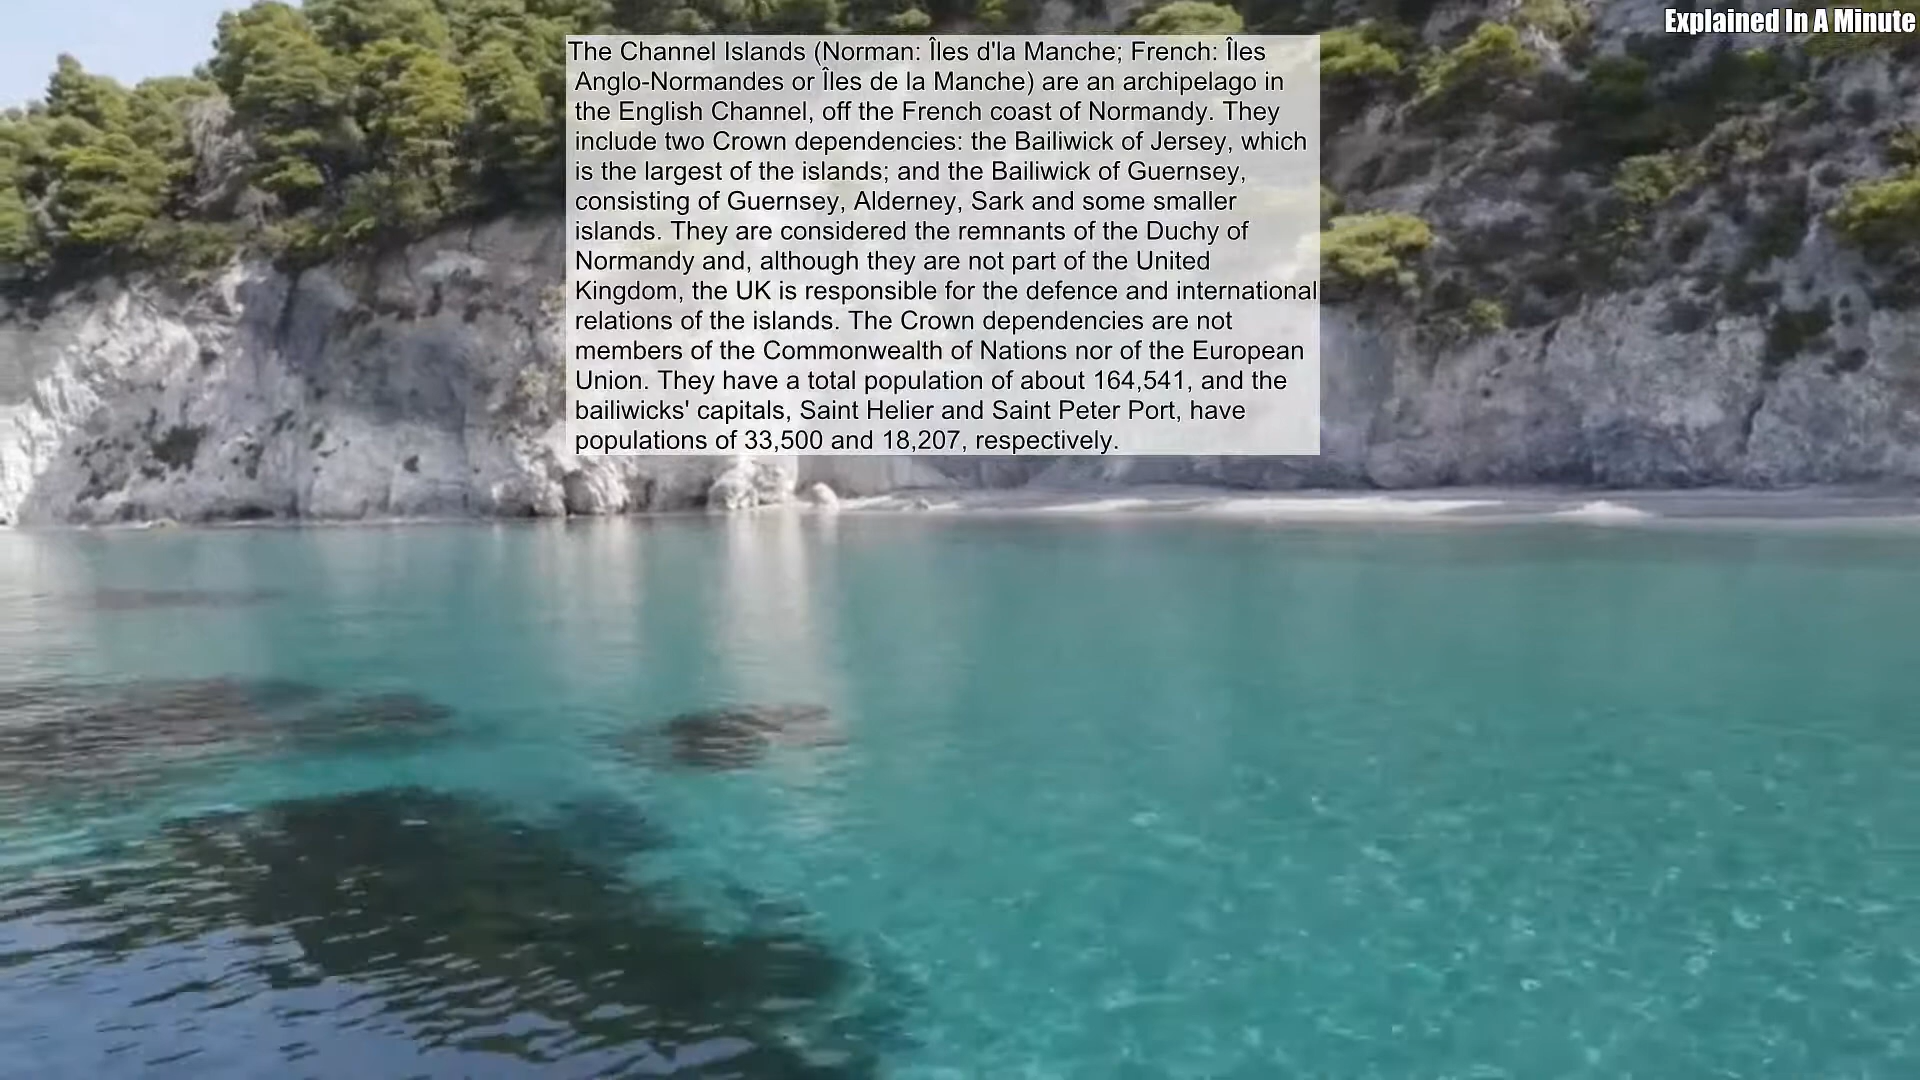 Explained In A Minute
The Channel Islands (Norman: Îles d'la Manche; French: Îles
Anglo-Normandes or Îles de la Manche) are an archipelago in
the English Channel, off the French coast of Normandy. They
include two Crown dependencies: the Bailiwick of Jersey, which
is the largest of the islands; and the Bailiwick of Guernsey,
consisting of Guernsey, Alderney, Sark and some smaller
islands. They are considered the remnants of the Duchy of
Normandy and, although they are not part of the United
Kingdom, the UK is responsible for the defence and international
relations of the islands. The Crown dependencies are not
members of the Commonwealth of Nations nor of the European
Union. They have a total population of about 164,541, and the
bailiwicks' capitals, Saint Helier and Saint Peter Port, have
populations of 33,500 and 18,207, respectively.